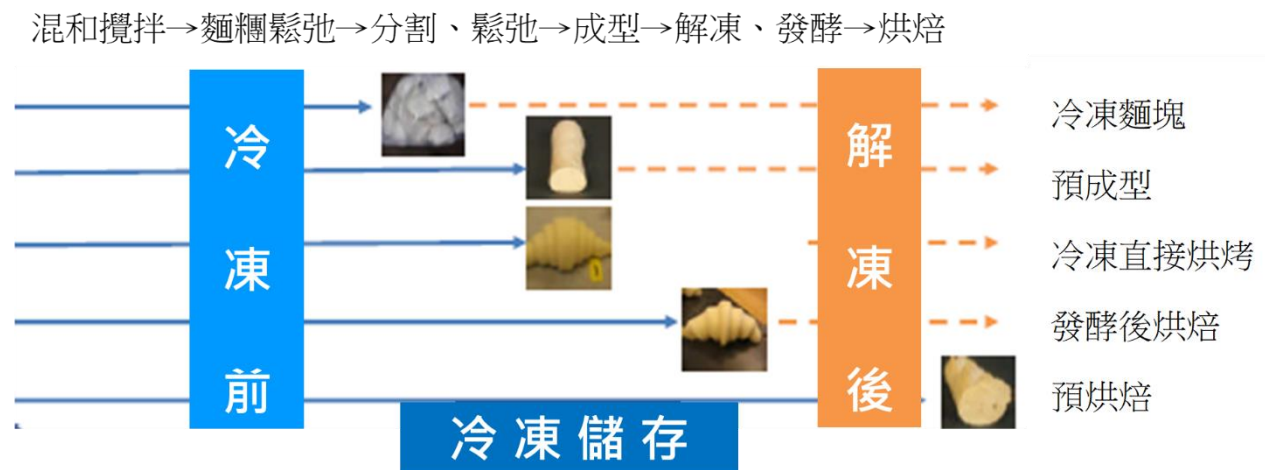 混和攪拌→麵糰鬆弛→分割、鬆弛→成型→解凍、發酵→烘焙
冷凍前
解凍後
冷凍麵塊
預成型
冷凍直接烘烤
發酵後烘焙
預烘焙
冷凍儲存